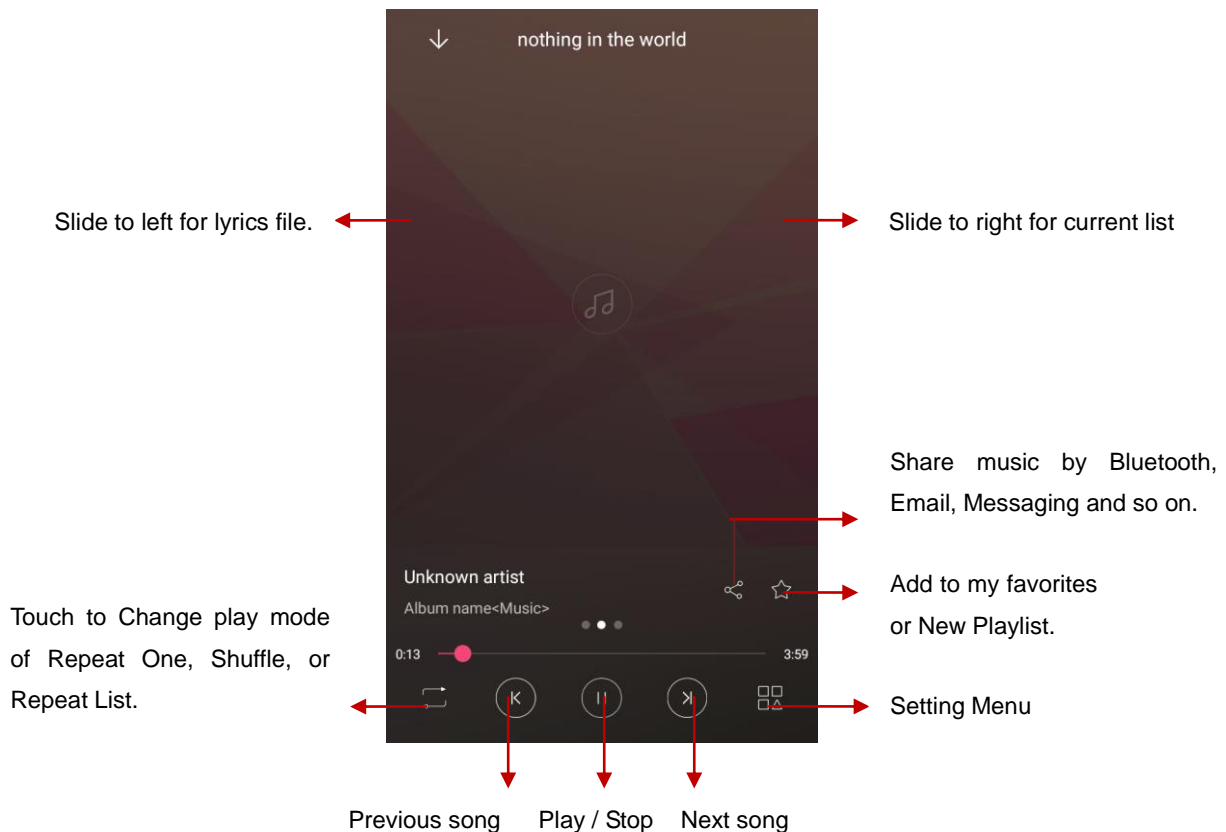 nothing in the world
Slide to left for lyrics file.
Slide to right for current list
Share music by Bluetooth,
Email, Messaging and so on.
Unknown artist
Album name<Music>
Add to my favorites
or New Playlist.
Touch to Change play mode
of Repeat One, Shuffle, or
Repeat List.
0:13
3:59
Setting Menu
Previous song
Play / Stop
Next song